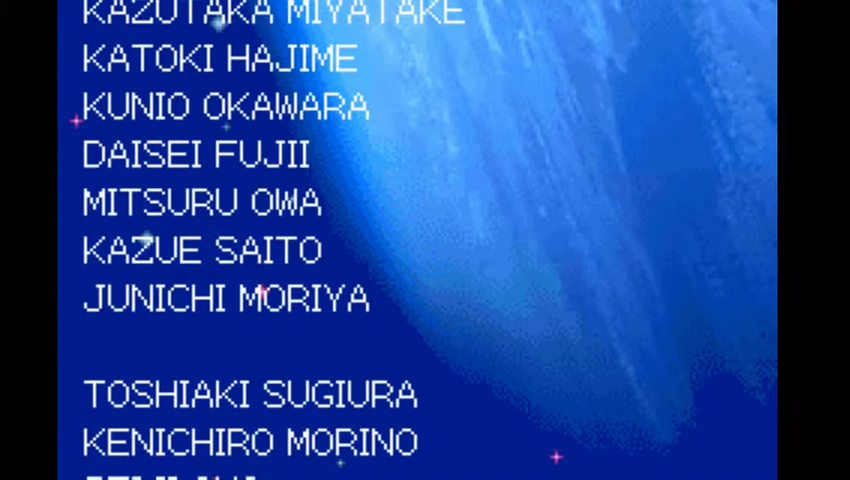 KAZUTAKA MIYATAKE
KATOKI HAJIME
KUNIO OKAWARA
DAISEI FUJII
MITSURU OWA
KAZUE SAITO
JUNICHI MORIYA
TOSHIAKI SUGIURA
KENICHIRO MORINO